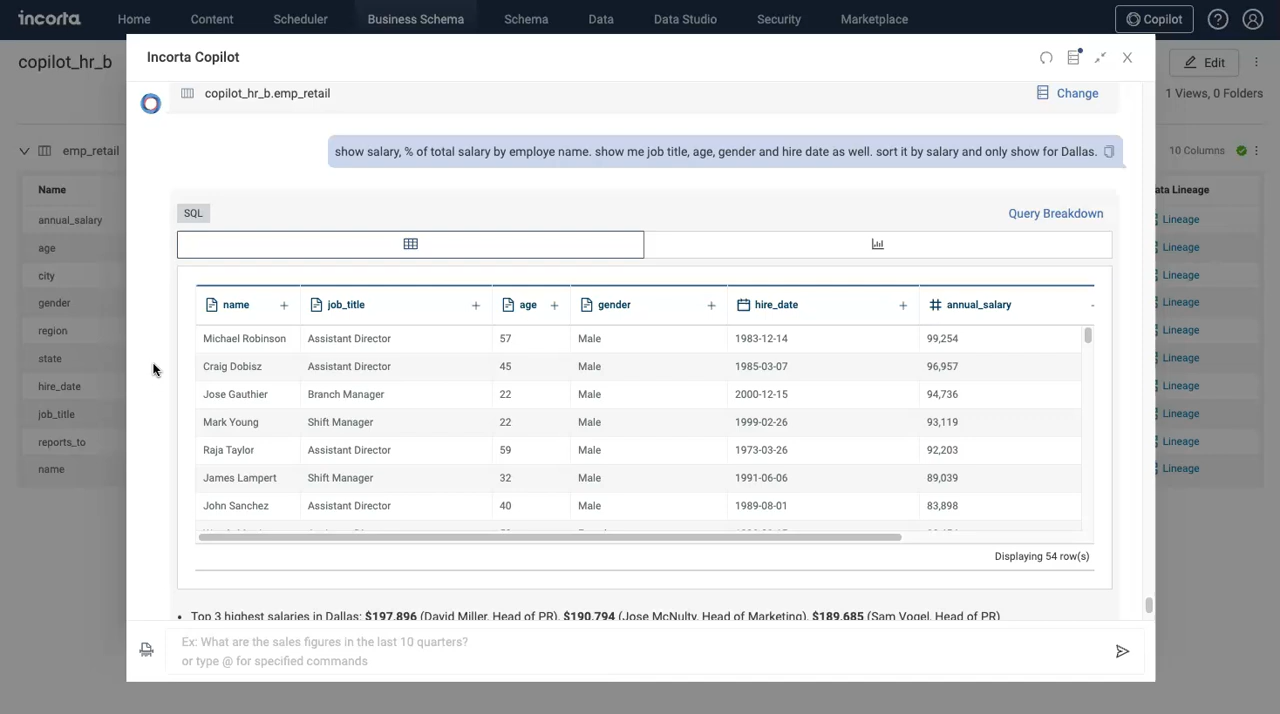 incorta Home Content Scheduler Business Schema Schema Data Data Studio Security Marketplace Copilot ?
copilot_hr_b
Edit
1 Views, 0 Folders
emp_retail
10 Columns
Name
ata Lineage
annual_salary
Lineage
age
Lineage
city
Lineage
gender
Lineage
region
Lineage
state
Lineage
hire_date
Lineage
job_title
Lineage
reports_to
Lineage
name
Lineage
Incorta Copilot
copilot_hr_b.emp_retail
Change
show salary, % of total salary by employe name. show me job title, age, gender and hire date as well. sort it by salary and only show for Dallas.
SQL
Query Breakdown
name + job_title + age + gender + hire_date + annual_salary
Michael Robinson Assistant Director 57 Male 1983-12-14 99,254
Craig Dobisz Assistant Director 45 Male 1985-03-07 96,957
Jose Gauthier Branch Manager 22 Male 2000-12-15 94,736
Mark Young Shift Manager 22 Male 1999-02-26 93,119
Raja Taylor Assistant Director 59 Male 1973-03-26 92,203
James Lampert Shift Manager 32 Male 1991-06-06 89,039
John Sanchez Assistant Director 40 Male 1989-08-01 83,898
Displaying 54 row(s)
• Top 3 highest salaries in Dallas: $197,896 (David Miller, Head of PR), $190,794 (Jose McNulty, Head of Marketing), $189,685 (Sam Vogel, Head of PR)
Ex: What are the sales figures in the last 10 quarters?
or type @ for specified commands